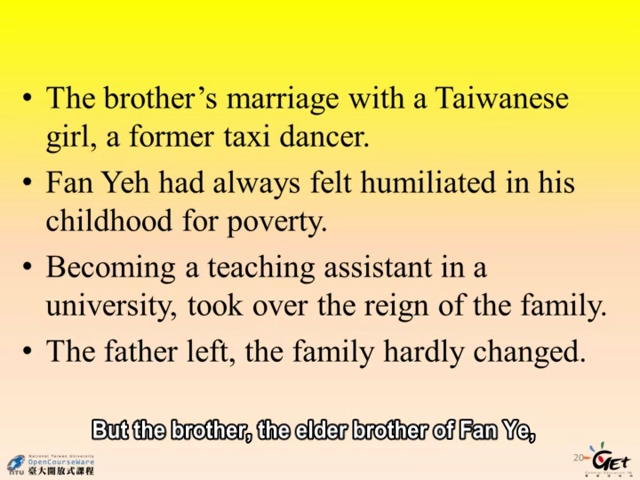 • The brother's marriage with a Taiwanese
girl, a former taxi dancer.
• Fan Yeh had always felt humiliated in his
childhood for poverty.
• Becoming a teaching assistant in a
university, took over the reign of the family.
• The father left, the family hardly changed.
But the brother, the elder brother of Fan Ye,
National Taiwan University
OpenCourseWare
NTU 臺大開放式課程
20
GET